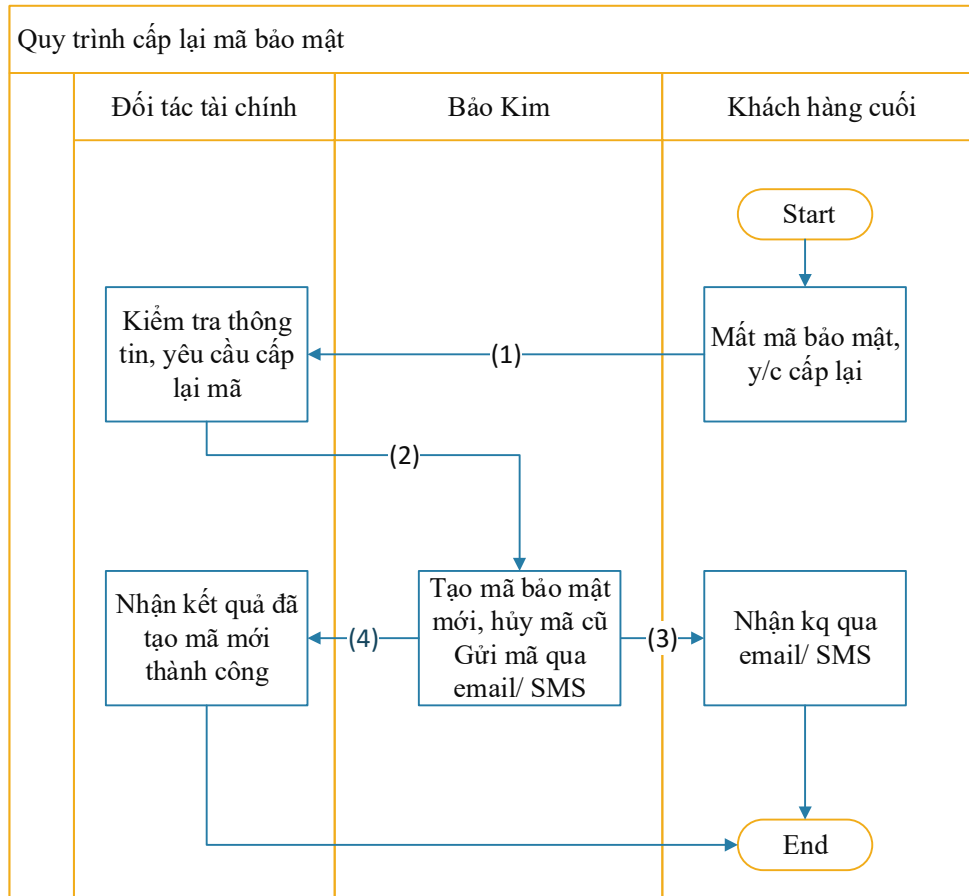 Quy trình cấp lại mã bảo mật
Đối tác tài chính
Bảo Kim
Khách hàng cuối
Start
Kiểm tra thông
tin, yêu cầu cấp
lại mã
(1)
Mất mã bảo mật,
y/c cấp lại
(2)
Nhận kết quả đã
tạo mã mới
thành công
(4)
Tạo mã bảo mật
mới, hủy mã cũ
Gửi mã qua
email/ SMS
(3)
Nhận kq qua
email/ SMS
End